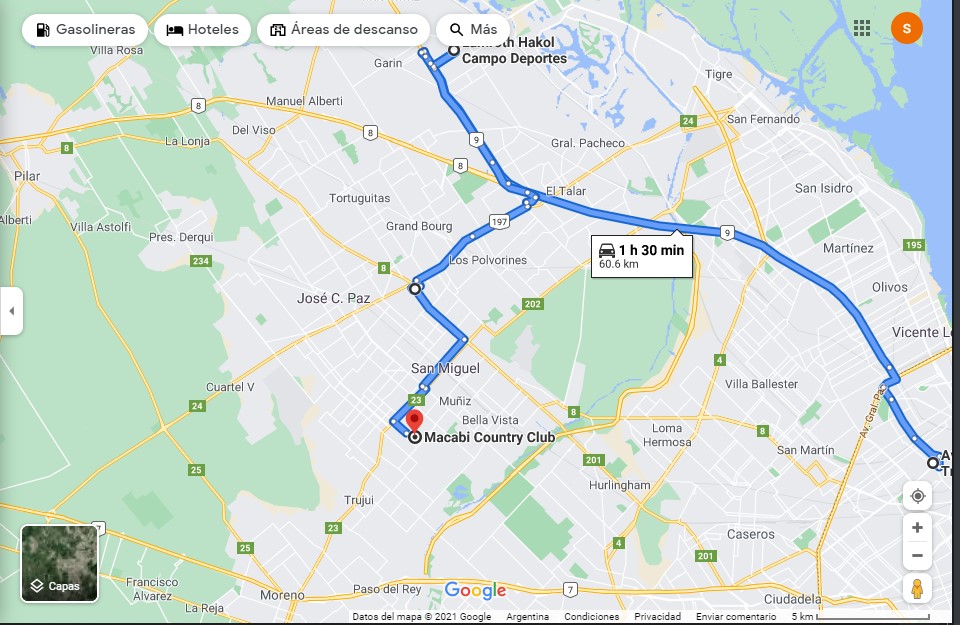 Gasolineras
Hoteles
Áreas de descanso
Más
S
Villa Rosa
Hakol
Campo Deportes
Garin
Tigre
8
Manuel Alberti
24
San Fernando
Del Viso
8
9
La Lonja
Gral. Pacheco
8
8
Pilar
El Talar
San Isidro
Tortuguitas
Alberti
Villa Astolfi
Grand Bourg
197
9
Pres. Derqui
195
Martínez
1 h 30 min
60.6 km
234
8
Los Polvorines
Olivos
José C. Paz
202
Vicente L
San Miguel
4
Cuartel V
Villa Ballester
23
Muñiz
24
8
Bella Vista
Av. Gral. Paz
Loma
Hermosa
8
Macabi Country Club
San Martín
201
25
Hurlingham
Trujui
23
7
Caseros
4
25
201
Capas
Francisco
Álvarez
Paso del Rey
Google
7
Moreno
La Reja
Ciudadela
Datos del mapa © 2021 Google Argentina Condiciones Privacidad Enviar comentario 5 km